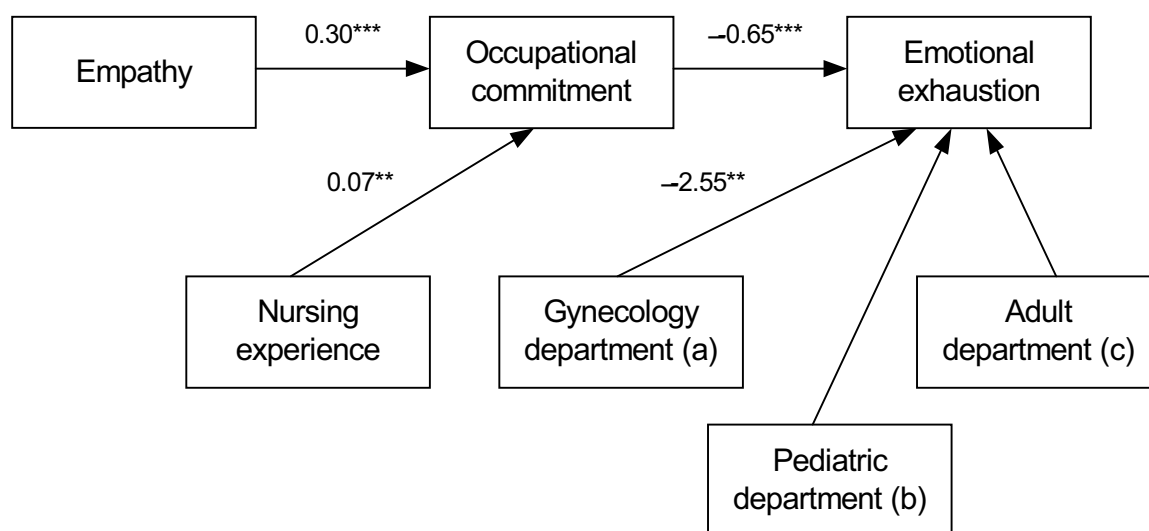 0.30***
–0.65***
Empathy
Occupational
commitment
Emotional
exhaustion
0.07**
–2.55**
Nursing
experience
Gynecology
department (a)
Adult
department (c)
Pediatric
department (b)